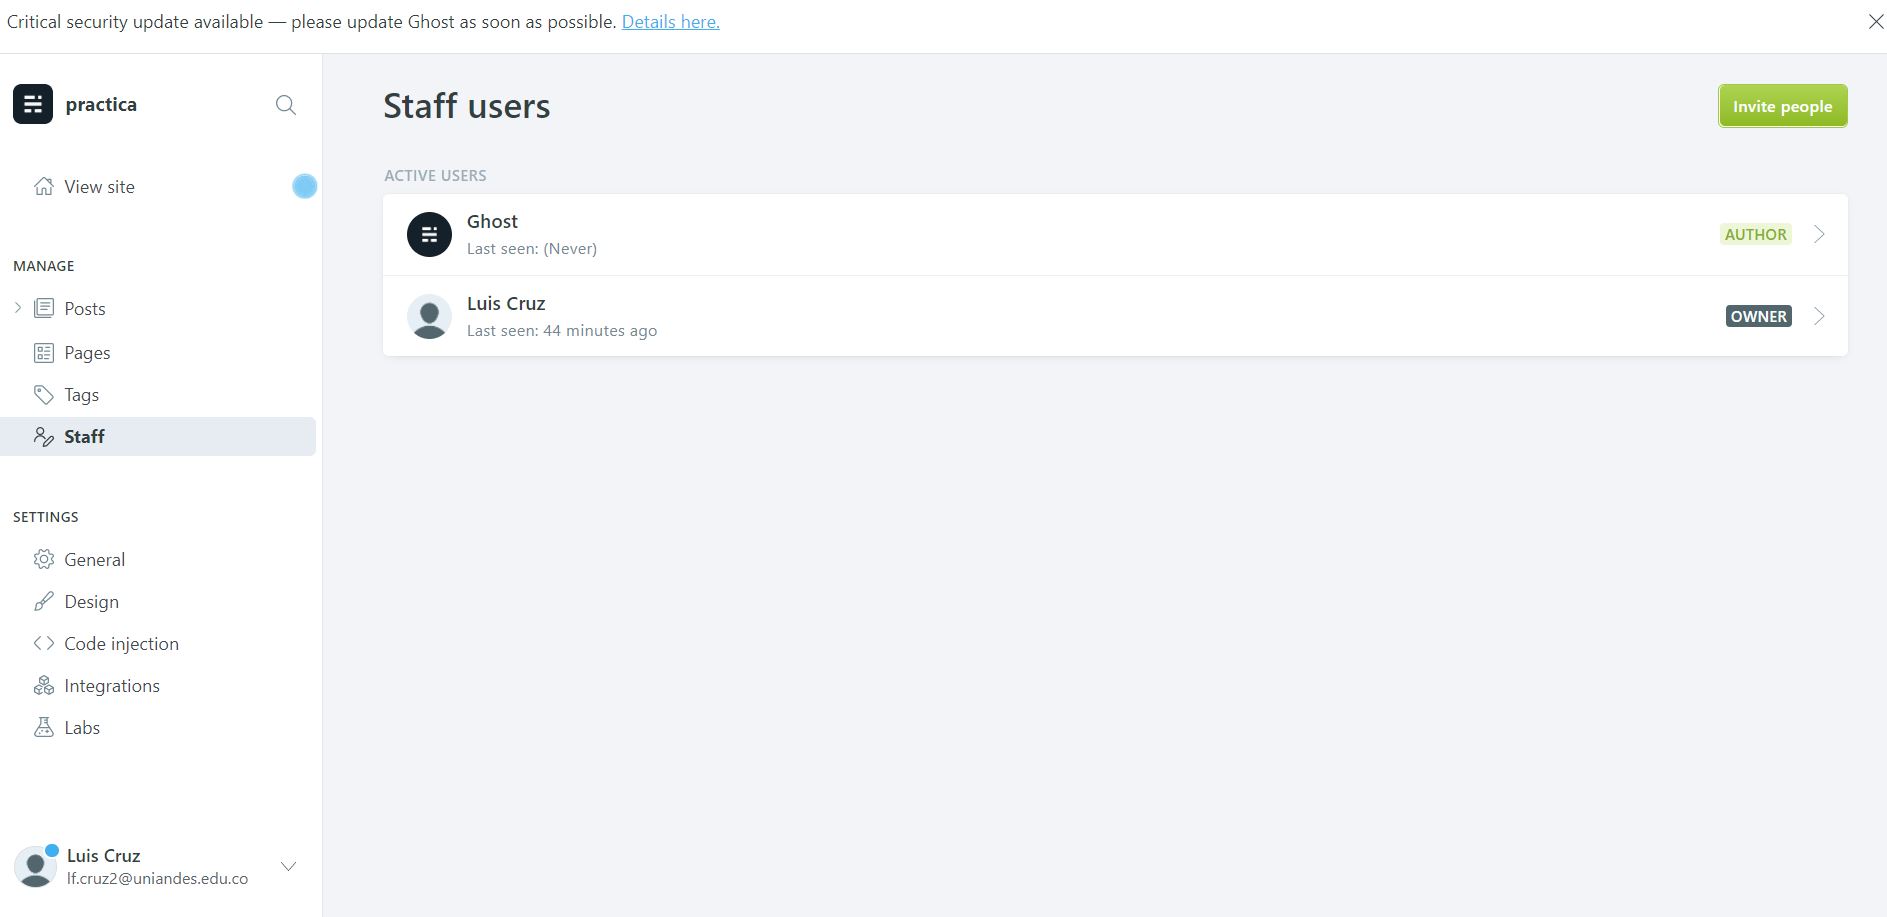 Critical security update available — please update Ghost as soon as possible. Details here.
practica
View site
MANAGE
Posts
Pages
Tags
Staff
SETTINGS
General
Design
Code injection
Integrations
Labs
Luis Cruz
lf.cruz2@uniandes.edu.co
Staff users
Invite people
ACTIVE USERS
Ghost
Last seen: (Never)
AUTHOR
Luis Cruz
Last seen: 44 minutes ago
OWNER